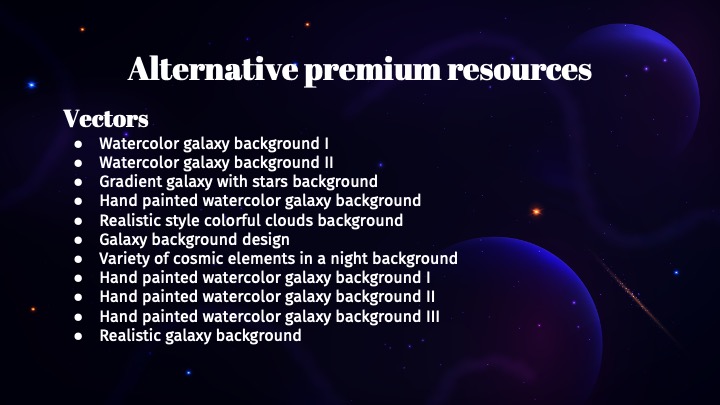 Alternative premium resources
Vectors
● Watercolor galaxy background I
● Watercolor galaxy background II
● Gradient galaxy with stars background
● Hand painted watercolor galaxy background
● Realistic style colorful clouds background
● Galaxy background design
● Variety of cosmic elements in a night background
● Hand painted watercolor galaxy background I
● Hand painted watercolor galaxy background II
● Hand painted watercolor galaxy background III
● Realistic galaxy background